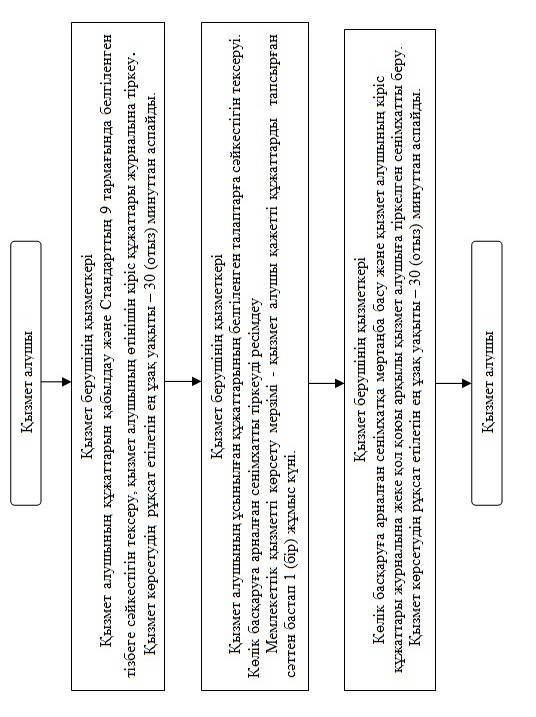 Қызмет алушы
Қызмет берушінің қызметкері
Қызмет алушының құжаттарын қабылдау және Стандарттың 9 тармағында белгіленген
тізбеге сәйкестігін тексеру, қызмет алушының өтінішін кіріс құжаттары журналына тіркеу.
Қызмет көрсетудің рұқсат етілетін ең ұзақ уақыты – 30 (отыз) минуттан аспайды.
Қызмет берушінің қызметкері
Қызмет алушының ұсынылған құжаттарының белгіленген талаптарға сәйкестігін тексеруі.
Көлік басқаруға арналған сенімхатты тіркеуді ресімдеу
Мемлекеттік қызметті көрсету мерзімі - қызмет алушы қажетті құжаттарды тапсырған
сәттен бастап 1 (бір) жұмыс күні.
Қызмет берушінің қызметкері
Көлік басқаруға арналған сенімхатқа мөртаңба басу және қызмет алушының кіріс
құжаттары журналына жеке қол қоюы арқылы қызмет алушыға тіркелген сенімхатты беру.
Қызмет көрсетудің рұқсат етілетін ең ұзақ уақыты – 30 (отыз) минуттан аспайды.
Қызмет алушы